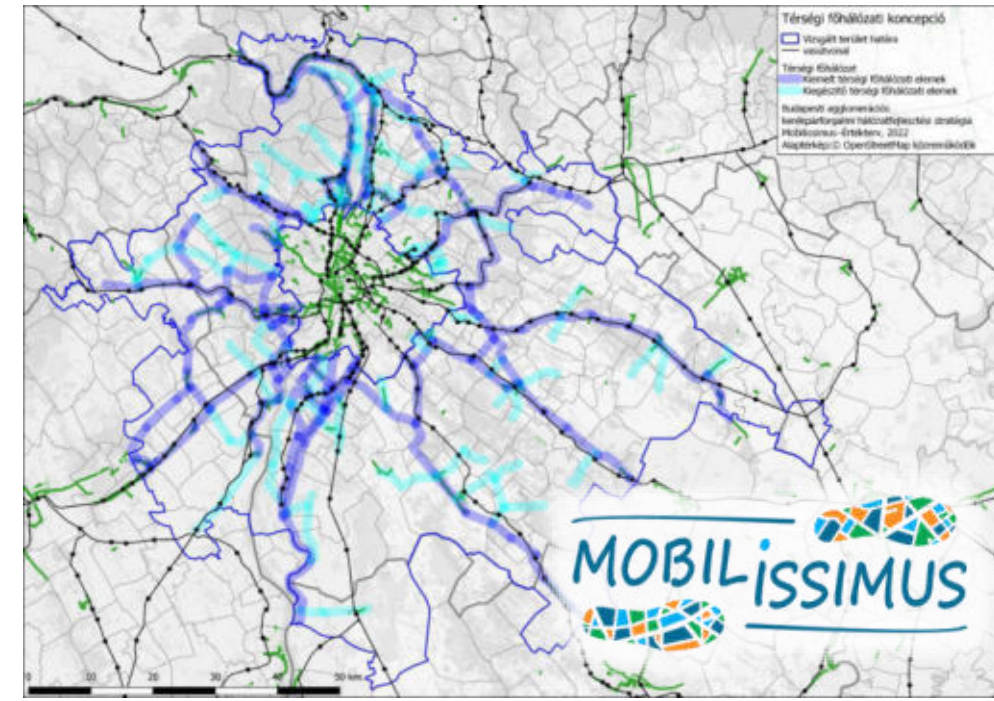 Térségi főhálózati koncepció
Vizsgált terület határa
vasútvonal
Térségi főhálózat
Kiemelt térségi főhálózati elemek
Kiegészítő térségi főhálózati elemek
Budapesti agglomerációs
kerékpárforgalmi hálózatfejlesztési stratégia
Mobilissimus-Értékterv, 2022
Alaptérkép:© OpenStreetMap közreműködők
MOBILISSIMUS
0 10 20 30 40 50 km